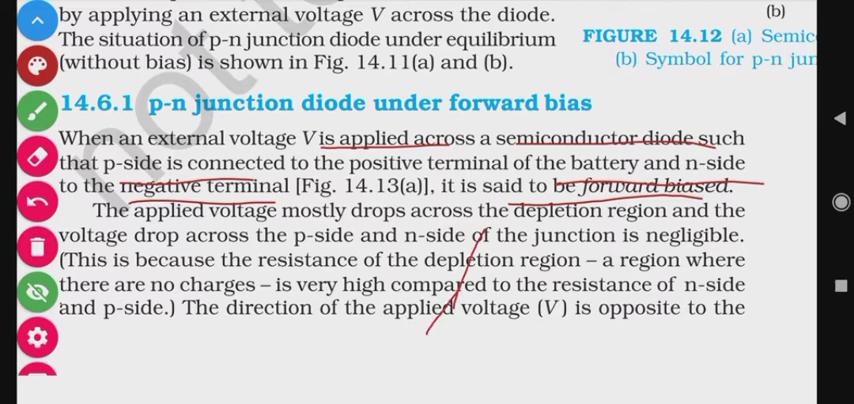 by applying an external voltage V across the diode.
The situation of p-n junction diode under equilibrium
(without bias) is shown in Fig. 14.11(a) and (b).
(b)
FIGURE 14.12 (a) Semic
(b) Symbol for p-n jun
14.6.1 p-n junction diode under forward bias
When an external voltage V is applied across a semiconductor diode such
that p-side is connected to the positive terminal of the battery and n-side
to the negative terminal [Fig. 14.13(a)], it is said to be forward biased.
The applied voltage mostly drops across the depletion region and the
voltage drop across the p-side and n-side of the junction is negligible.
(This is because the resistance of the depletion region – a region where
there are no charges – is very high compared to the resistance of n-side
and p-side.) The direction of the applied voltage (V) is opposite to the
not to